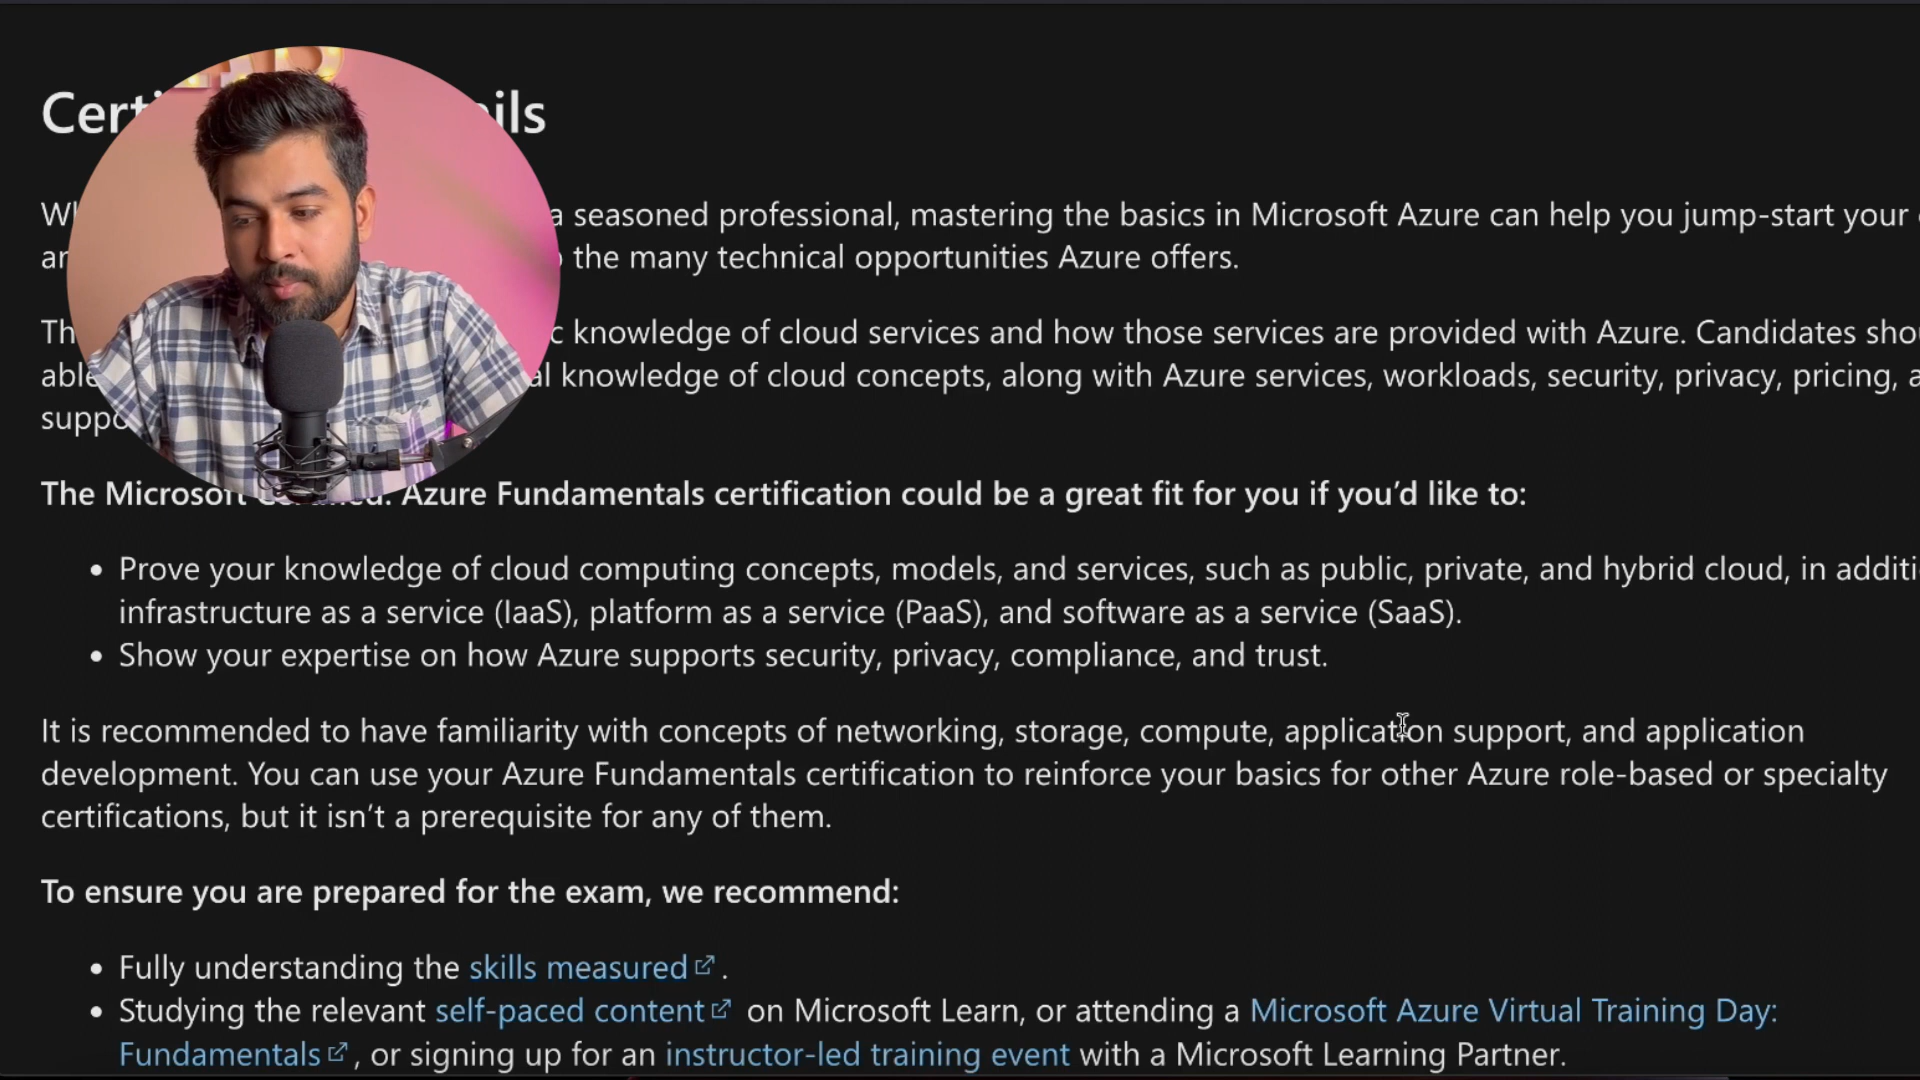 Cert ils
a seasoned professional, mastering the basics in Microsoft Azure can help you jump-start your
the many technical opportunities Azure offers.
knowledge of cloud services and how those services are provided with Azure. Candidates
able knowledge of cloud concepts, along with Azure services, workloads, security, privacy, pricing,
The Microsoft Azure Fundamentals certification could be a great fit for you if you’d like to:
• Prove your knowledge of cloud computing concepts, models, and services, such as public, private, and hybrid cloud, in
infrastructure as a service (IaaS), platform as a service (PaaS), and software as a service (SaaS).
• Show your expertise on how Azure supports security, privacy, compliance, and trust.
It is recommended to have familiarity with concepts of networking, storage, compute, application support, and application
development. You can use your Azure Fundamentals certification to reinforce your basics for other Azure role-based or specialty
certifications, but it isn’t a prerequisite for any of them.
To ensure you are prepared for the exam, we recommend:
• Fully understanding the skills measured .
• Studying the relevant self-paced content on Microsoft Learn, or attending a Microsoft Azure Virtual Training Day:
Fundamentals , or signing up for an instructor-led training event with a Microsoft Learning Partner.